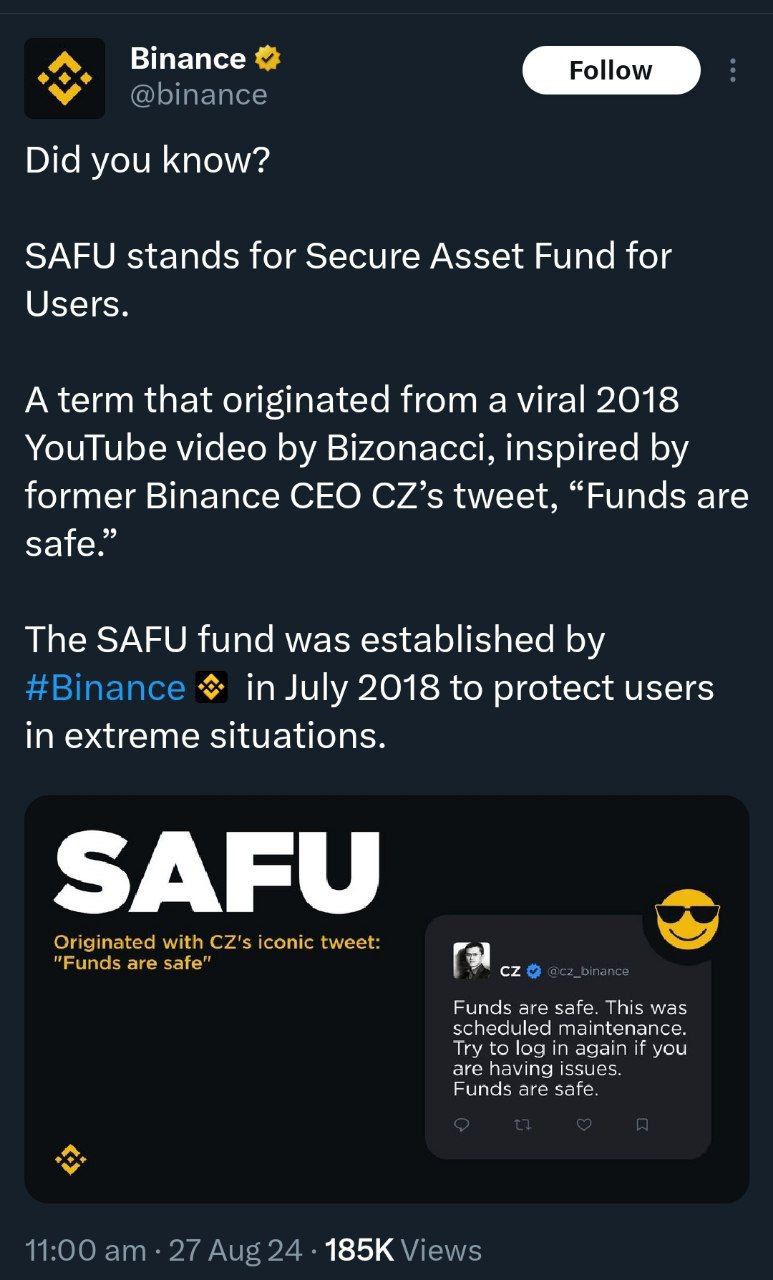 Binance
@binance
Follow
Did you know?
SAFU stands for Secure Asset Fund for
Users.
A term that originated from a viral 2018
YouTube video by Bizonacci, inspired by
former Binance CEO CZ’s tweet, “Funds are
safe.”
The SAFU fund was established by
#Binance in July 2018 to protect users
in extreme situations.
SAFU
Originated with CZ's iconic tweet:
"Funds are safe"
CZ @cz_binance
Funds are safe. This was
scheduled maintenance.
Try to log in again if you
are having issues.
Funds are safe.
11:00 am · 27 Aug 24 · 185K Views